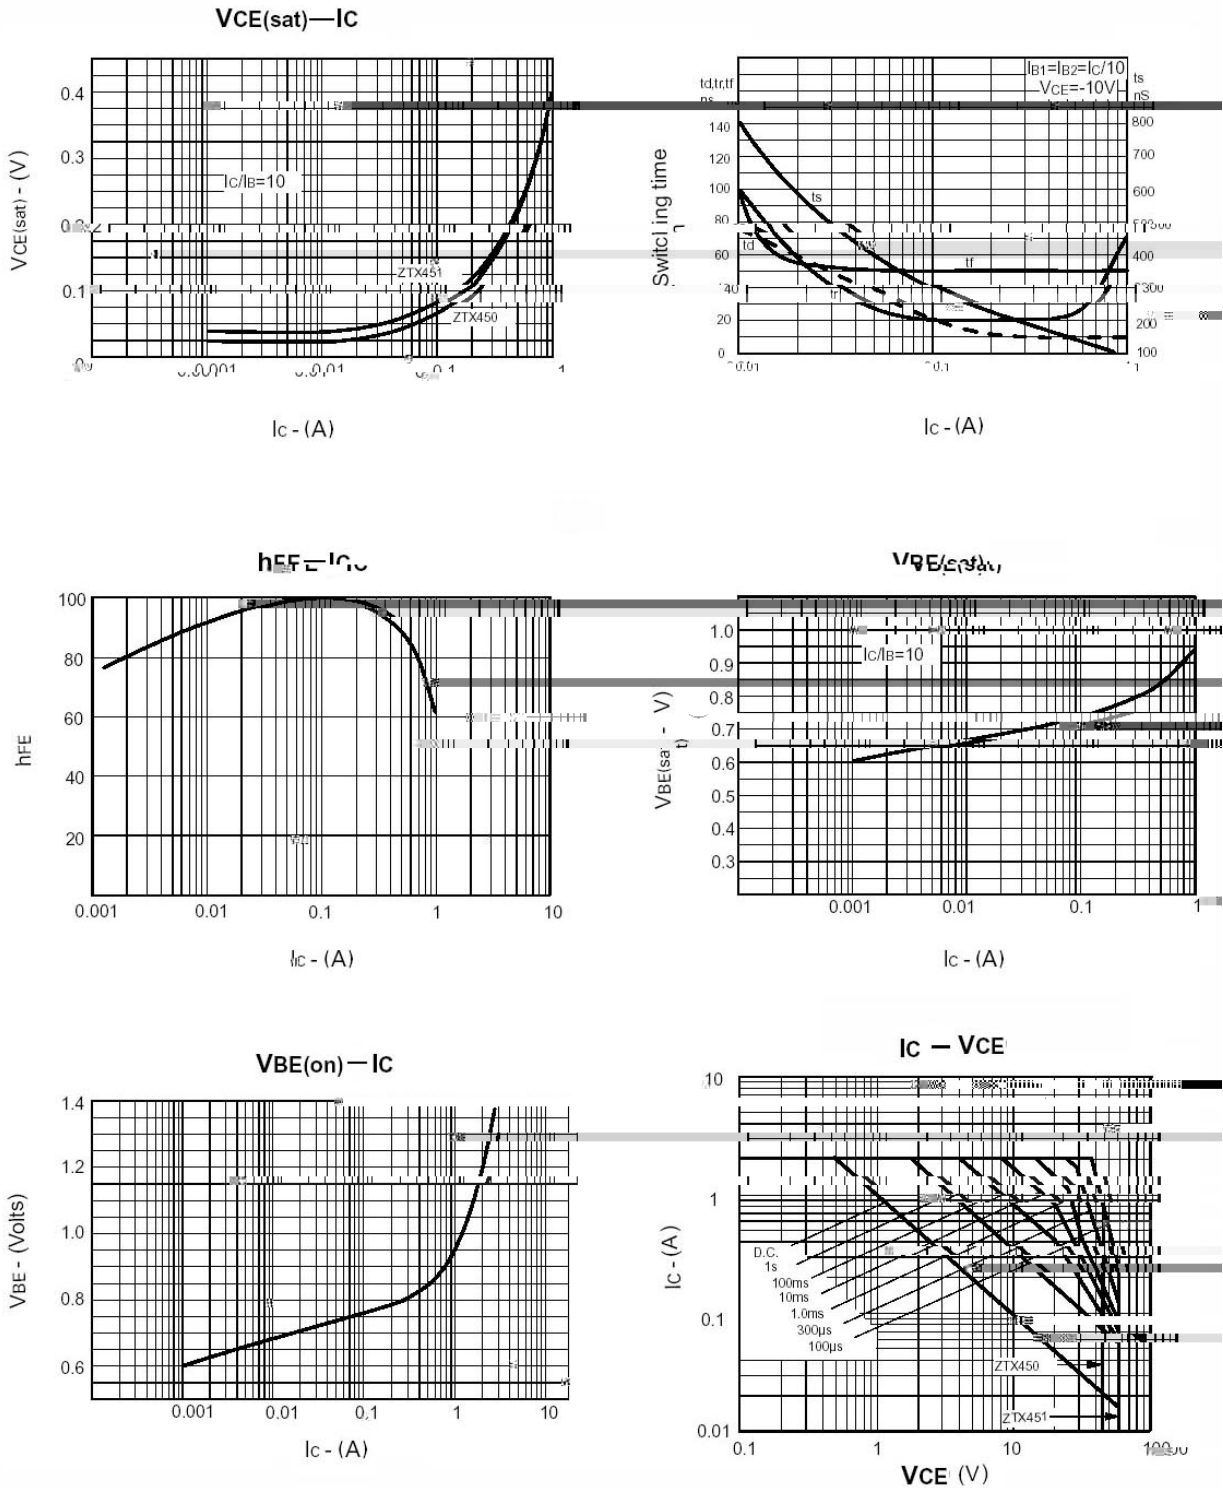 VCE(sat)—IC
0.4
0.3
0.1
VCE(sat) - (V)
IC/IB=10
ZTX451
ZTX450
1
IC - (A)
td,tr,tf
140
120
100
80
60
40
20
0
IB1=IB2=IC/10
VCE=-10V
ts
nS
800
700
600
400
300
200
100
ts
td
tf
tr
0.01
0.1
1
IC - (A)
100
80
60
40
20
hFE
0.001
0.01
0.1
1
10
IC - (A)
1.0
0.9
0.8
0.7
0.6
0.5
0.4
0.3
IC/IB=10
0.001
0.01
0.1
1
IC - (A)
VBE(on)—IC
1.4
1.2
1.0
0.8
0.6
VBE - (Volts)
0.001
0.01
0.1
1
10
IC - (A)
IC — VCE
10
1
0.1
0.01
IC - (A)
D.C.
1s
100ms
10ms
1.0ms
300µs
100µs
ZTX450
ZTX451
0.1
1
10
VCE (V)